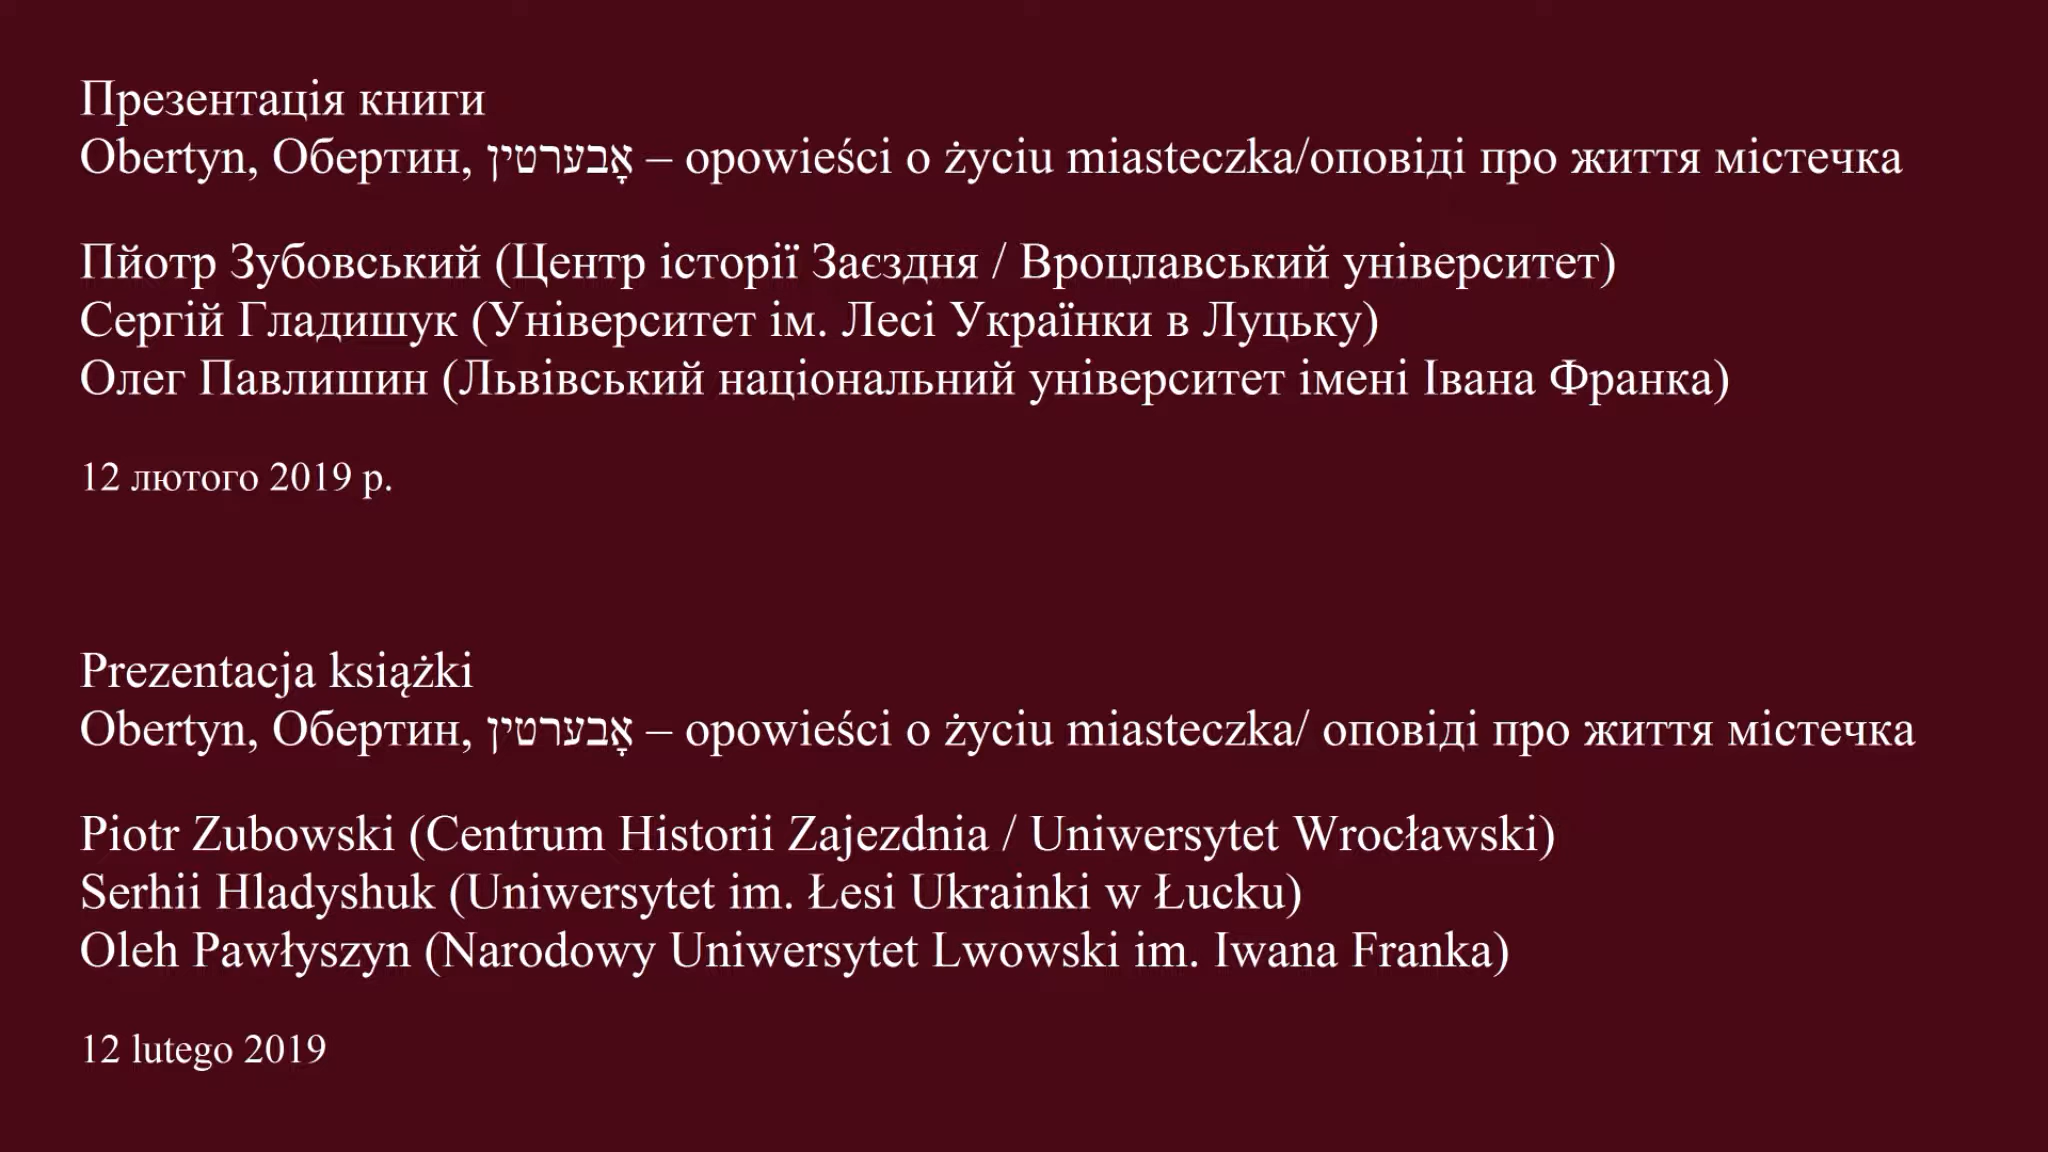 Презентація книги
Obertyn, Обертин, אָבערטין – opowieści o życiu miasteczka/оповіді про життя містечка
Пйотр Зубовський (Центр історії Заєздня / Вроцлавський університет)
Сергій Гладишук (Університет ім. Лесі Українки в Луцьку)
Олег Павлишин (Львівський національний університет імені Івана Франка)
12 лютого 2019 р.
Prezentacja książki
Obertyn, Обертин, אָבערטין – opowieści o życiu miasteczka/ оповіді про життя містечка
Piotr Zubowski (Centrum Historii Zajezdnia / Uniwersytet Wrocławski)
Serhii Hladyshuk (Uniwersytet im. Łesi Ukrainki w Łucku)
Oleh Pawłyszyn (Narodowy Uniwersytet Lwowski im. Iwana Franka)
12 lutego 2019